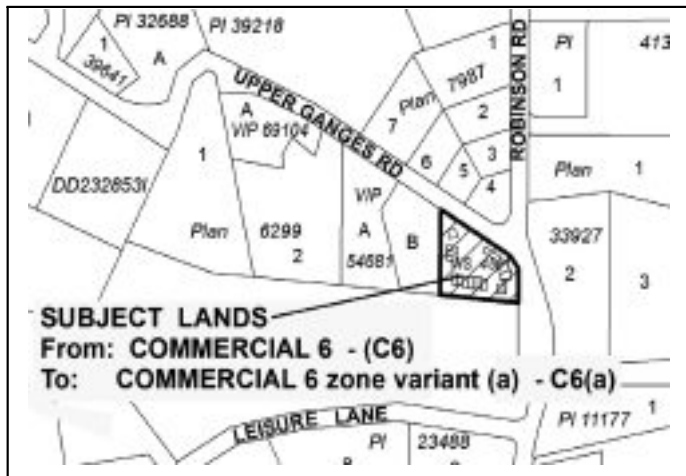 Pl 32688
Pl 39218
1
39641
A
UPPER GANGES RD
ROBINSON RD
1
Pl
413
1
A
VIP 69104
7
Plan 7987
2
3
6
5
4
Plan 1
DD232853I
1
VIP
Plan
6299
2
A
54681
B
33927
2
3
SUBJECT LANDS
From: COMMERCIAL 6 - (C6)
To: COMMERCIAL 6 zone variant (a) - C6(a)
LEISURE LANE
Pl
23488
Pl 11177
1